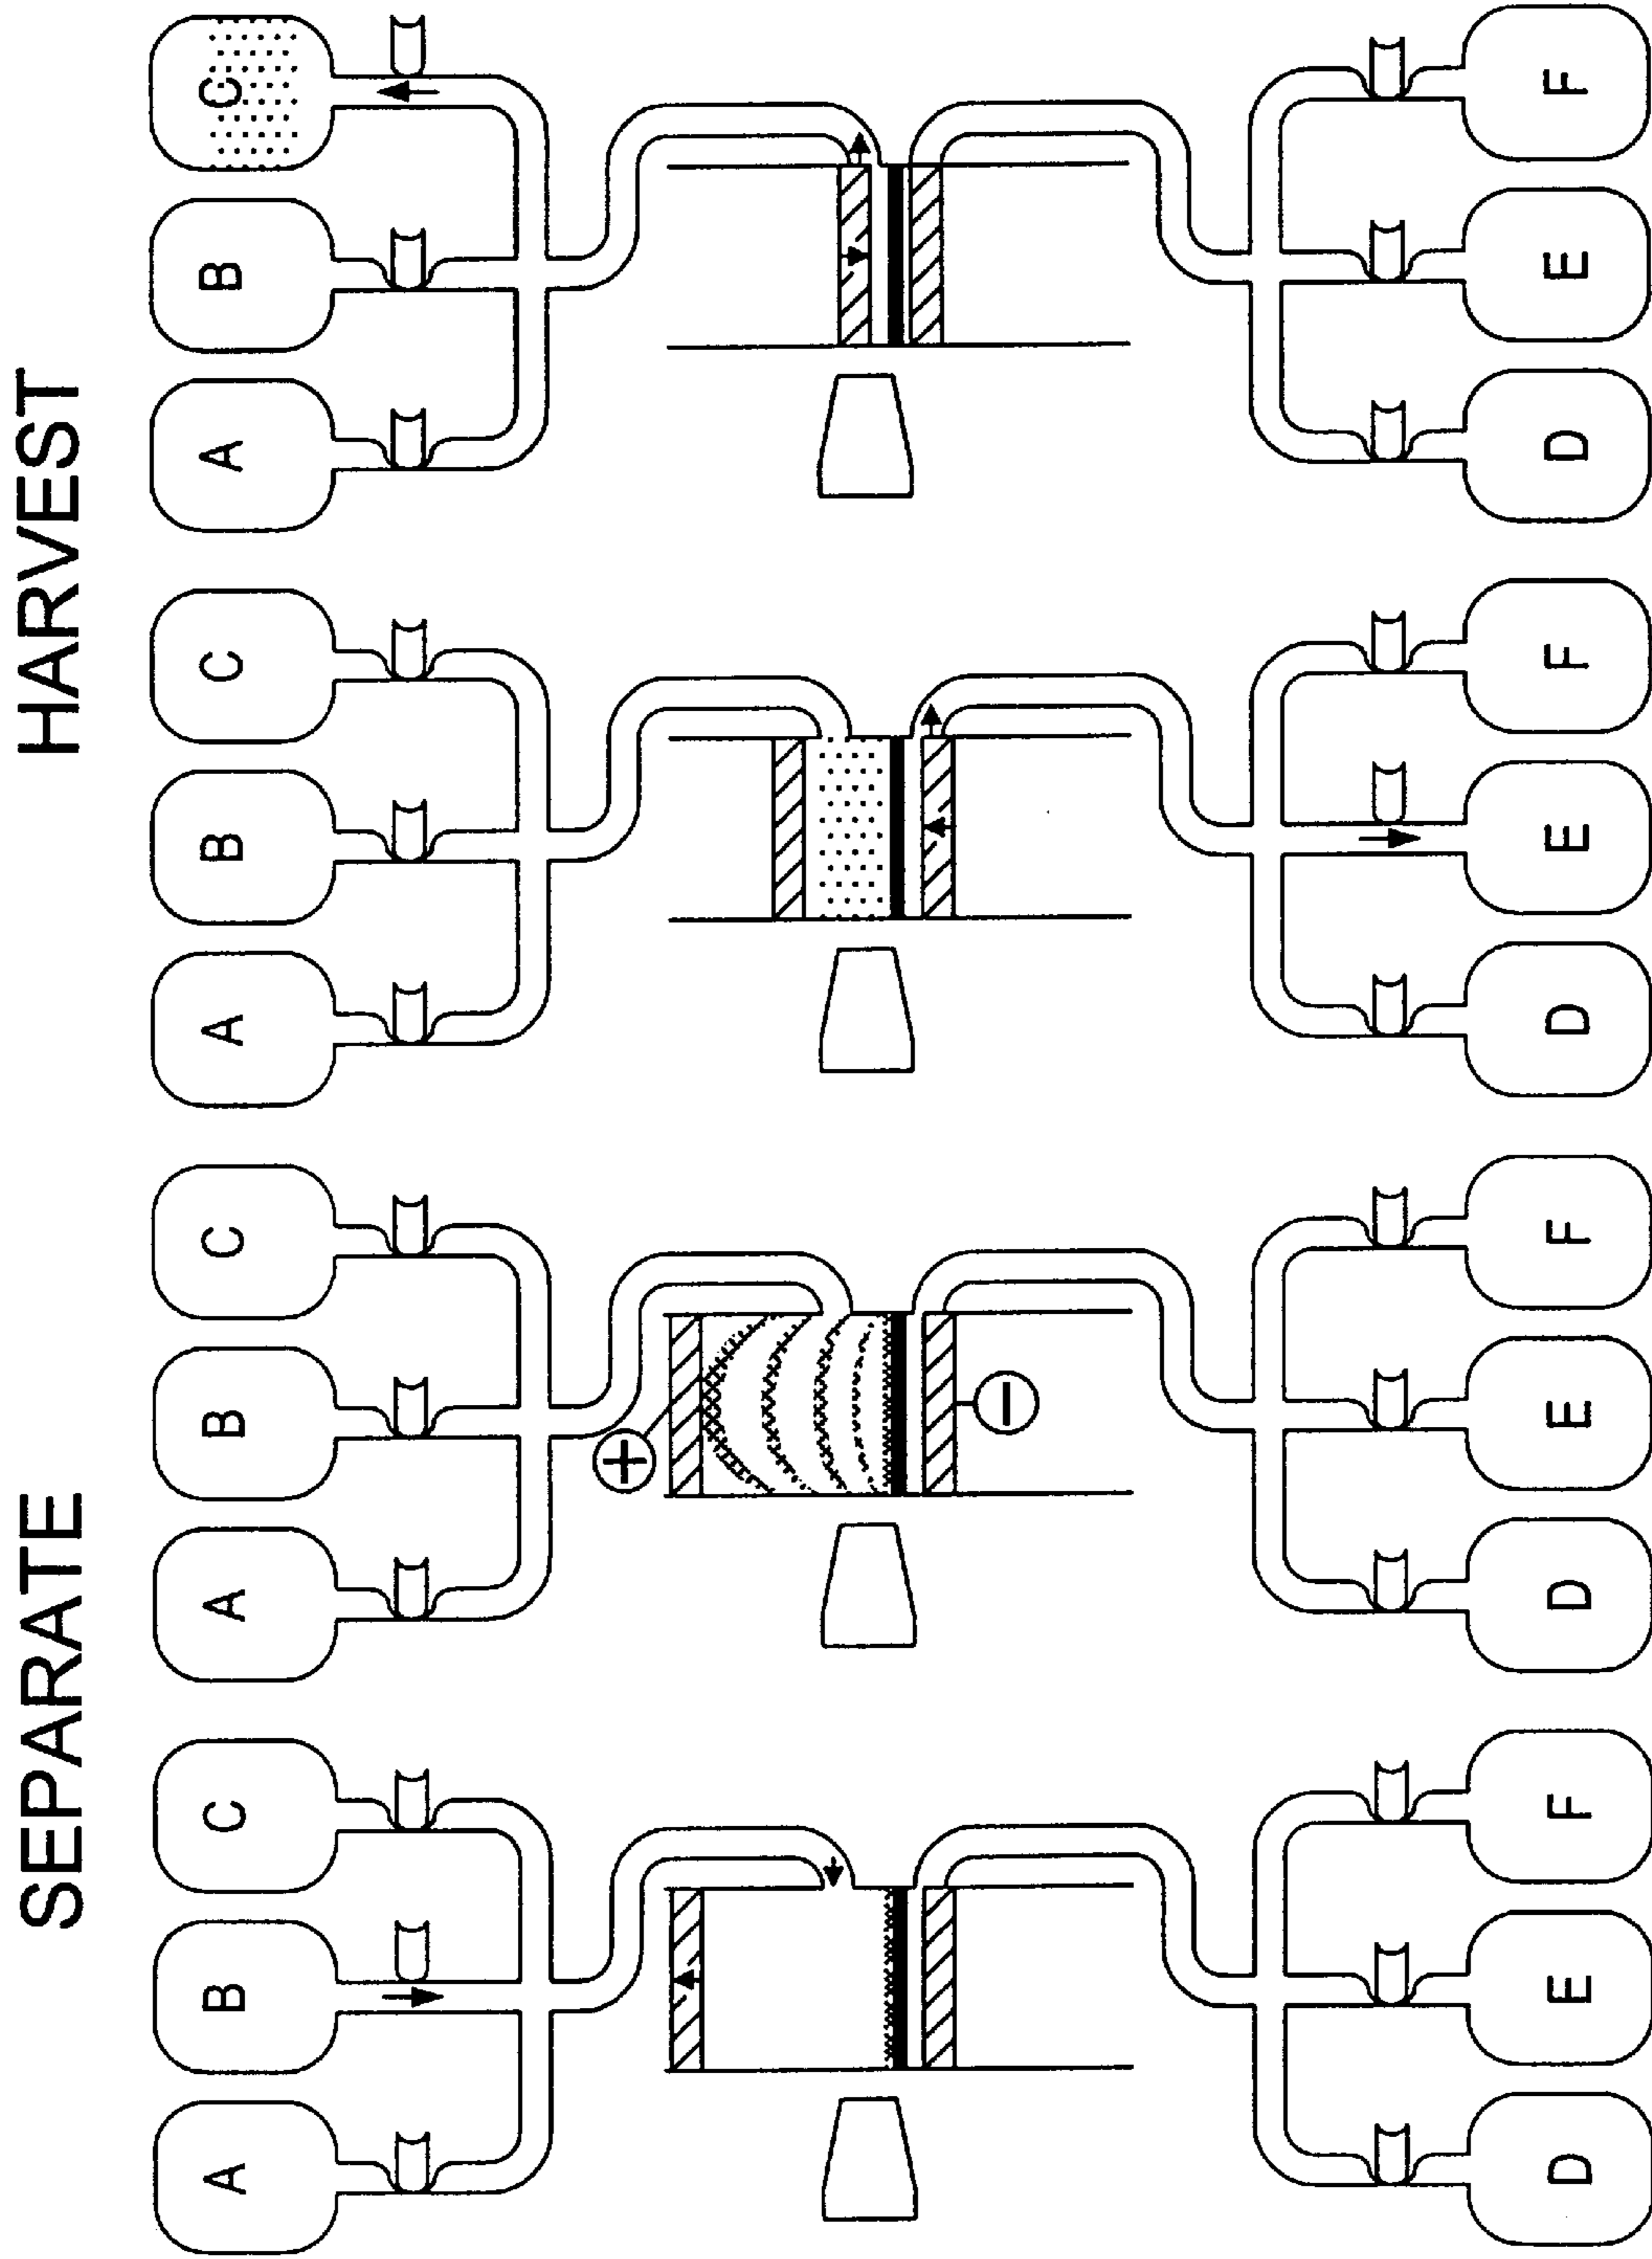 SEPARATE HARVEST
A B C A B C A B C A B C
+
−
D E F D E F D E F D E F